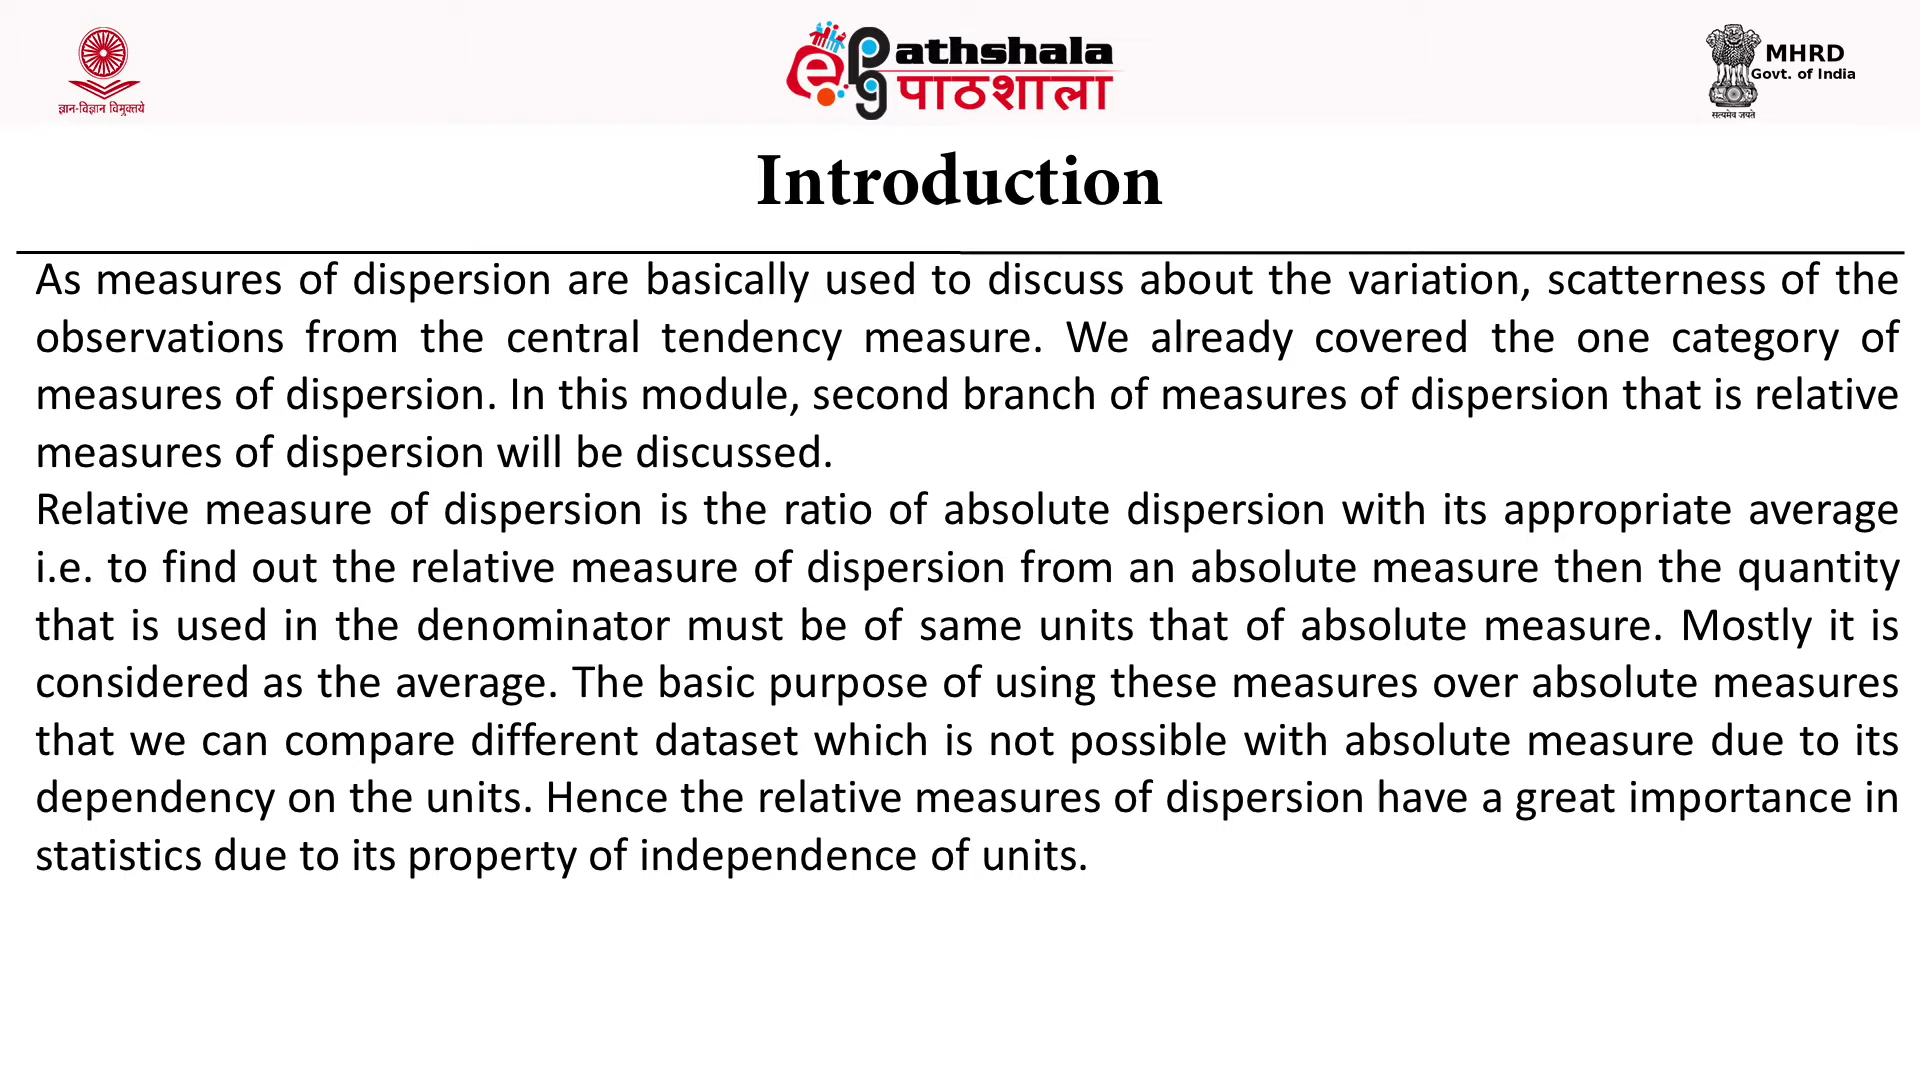 ज्ञान-विज्ञान विमुक्तये
e
Pg
athshala
पाठशाला
MHRD
Govt. of India
सत्यमेव जयते
Introduction
As measures of dispersion are basically used to discuss about the variation, scatterness of the
observations from the central tendency measure. We already covered the one category of
measures of dispersion. In this module, second branch of measures of dispersion that is relative
measures of dispersion will be discussed.
Relative measure of dispersion is the ratio of absolute dispersion with its appropriate average
i.e. to find out the relative measure of dispersion from an absolute measure then the quantity
that is used in the denominator must be of same units that of absolute measure. Mostly it is
considered as the average. The basic purpose of using these measures over absolute measures
that we can compare different dataset which is not possible with absolute measure due to its
dependency on the units. Hence the relative measures of dispersion have a great importance in
statistics due to its property of independence of units.